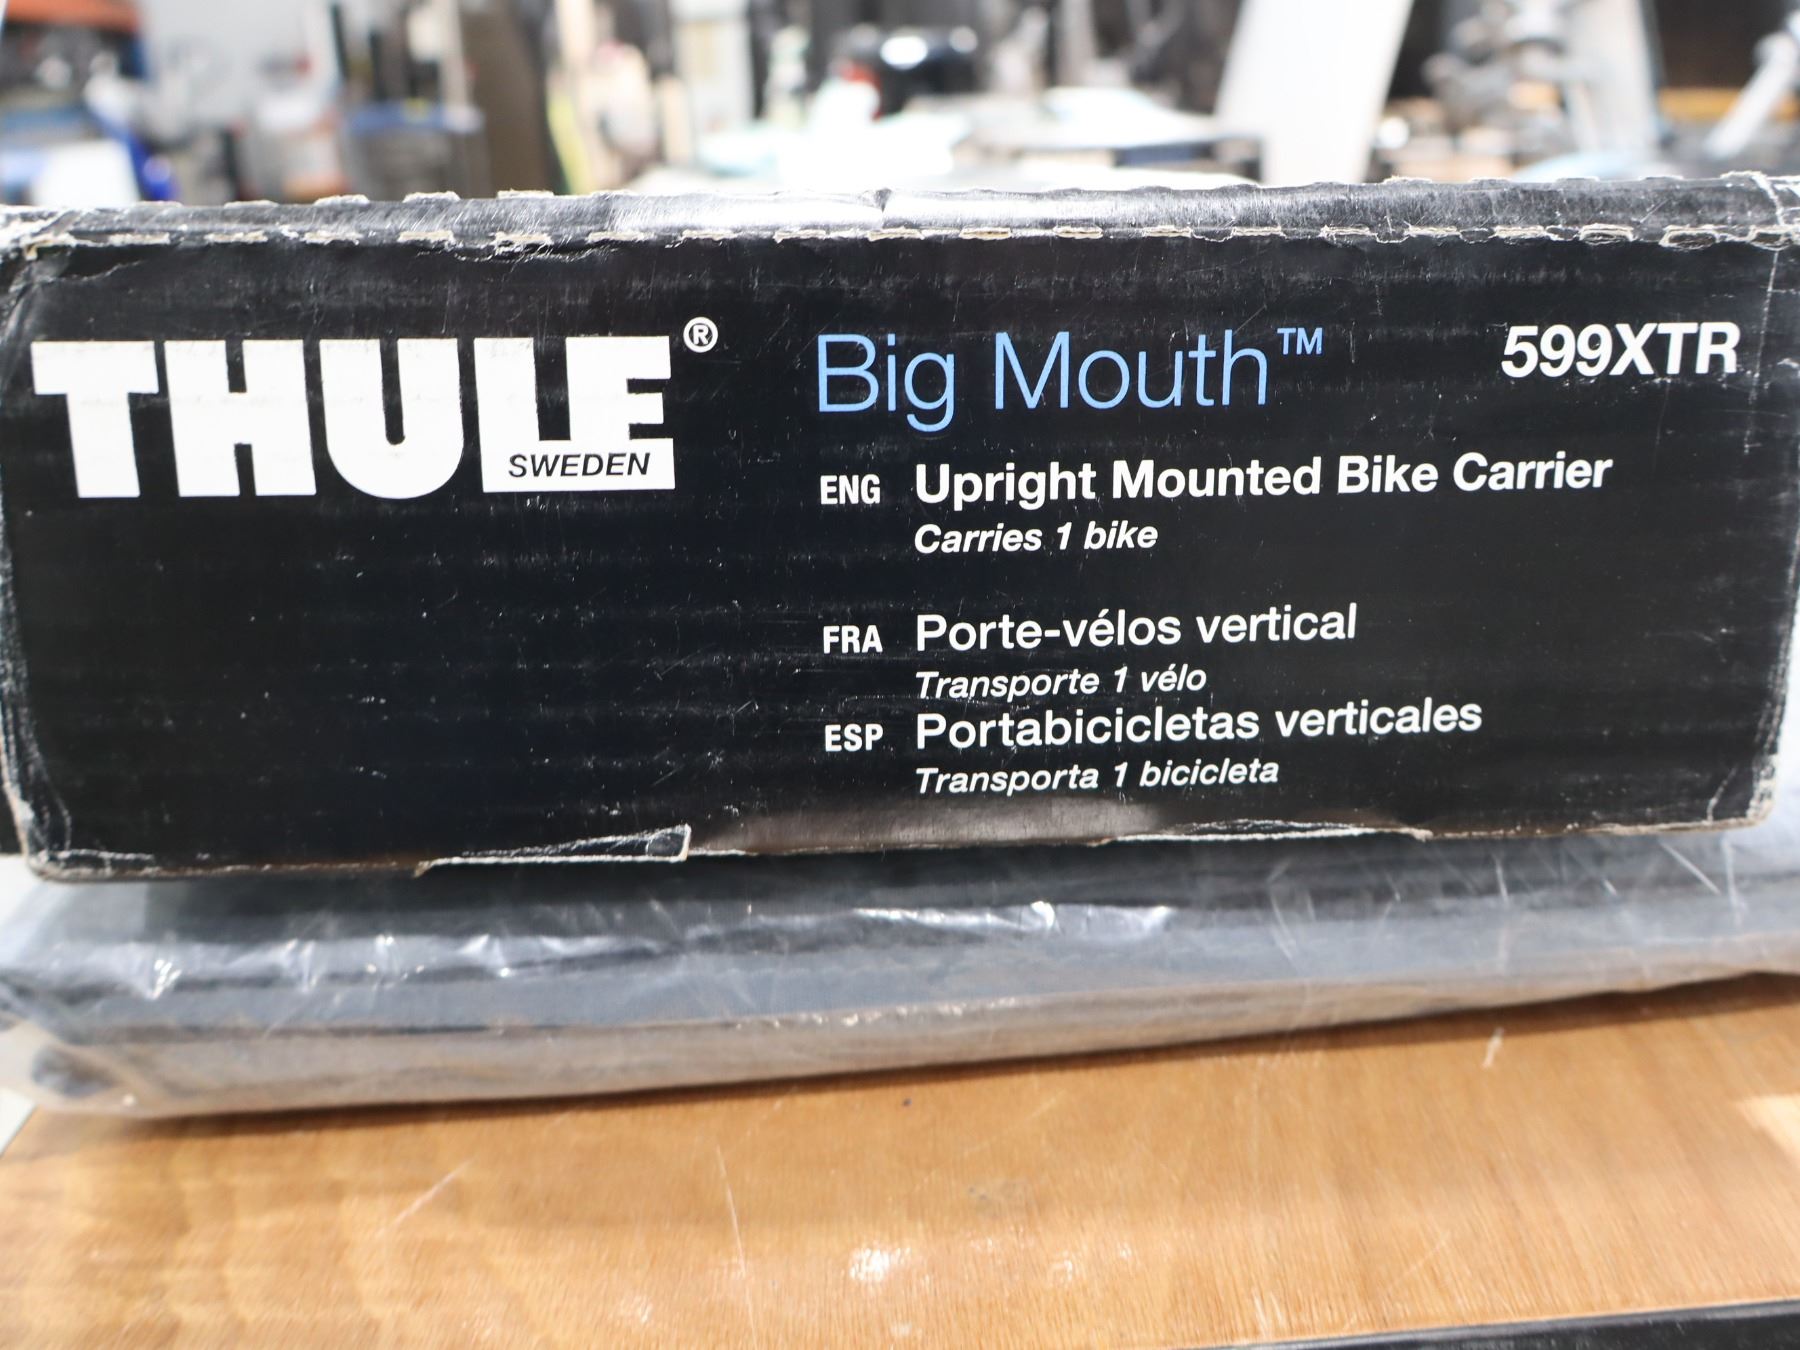 THULE®
SWEDEN
Big Mouth™
599XTR
ENG Upright Mounted Bike Carrier
Carries 1 bike
FRA Porte-vélos vertical
Transporte 1 vélo
ESP Portabicicletas verticales
Transporta 1 bicicleta